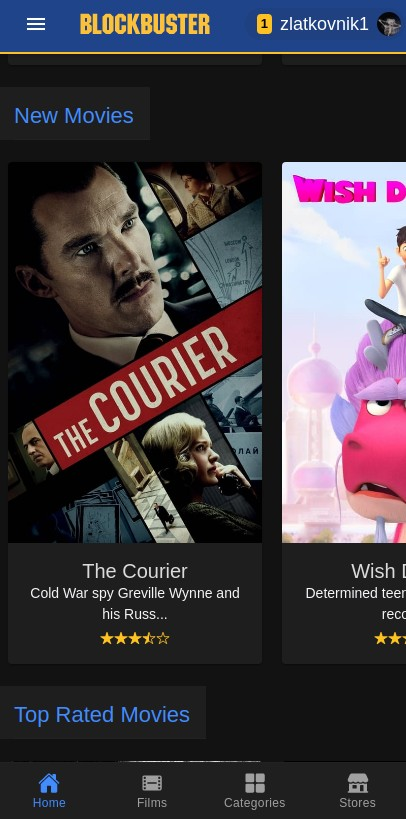 BLOCKBUSTER
1 zlatkovnik1
New Movies
THE COURIER
WISH D
The Courier
Cold War spy Greville Wynne and
his Russ...
Wish D
Determined teen
reco
Top Rated Movies
Home
Films
Categories
Stores